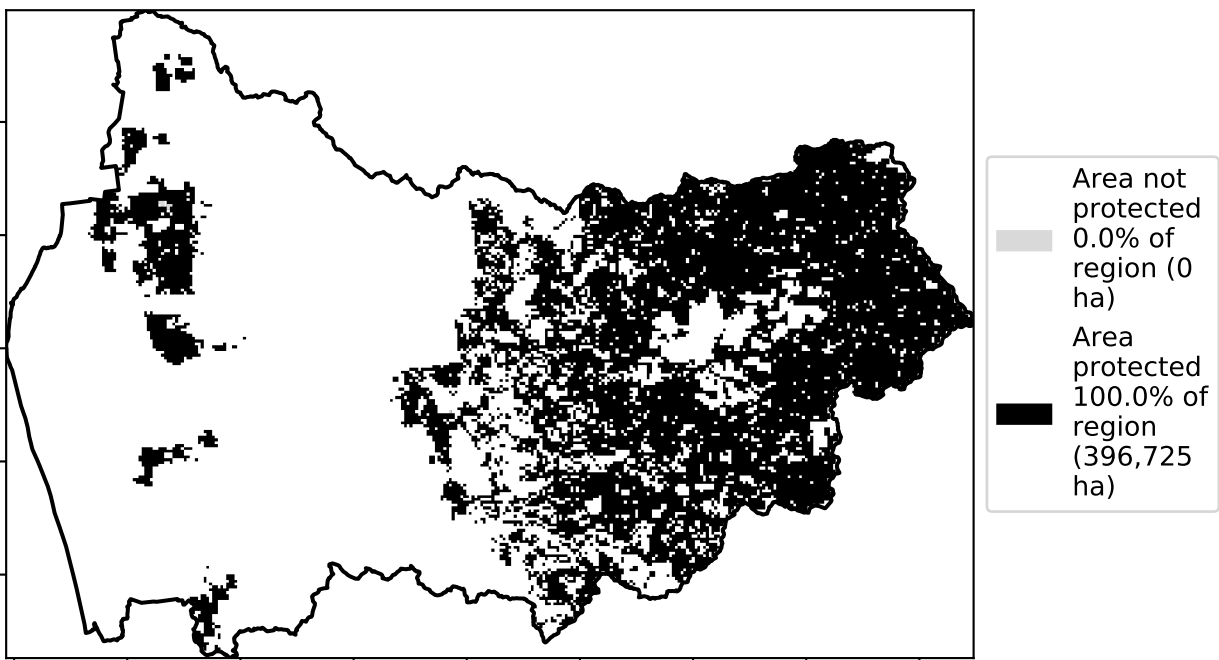 Area not
protected
0.0% of
region (0
ha)
Area
protected
100.0% of
region
(396,725
ha)